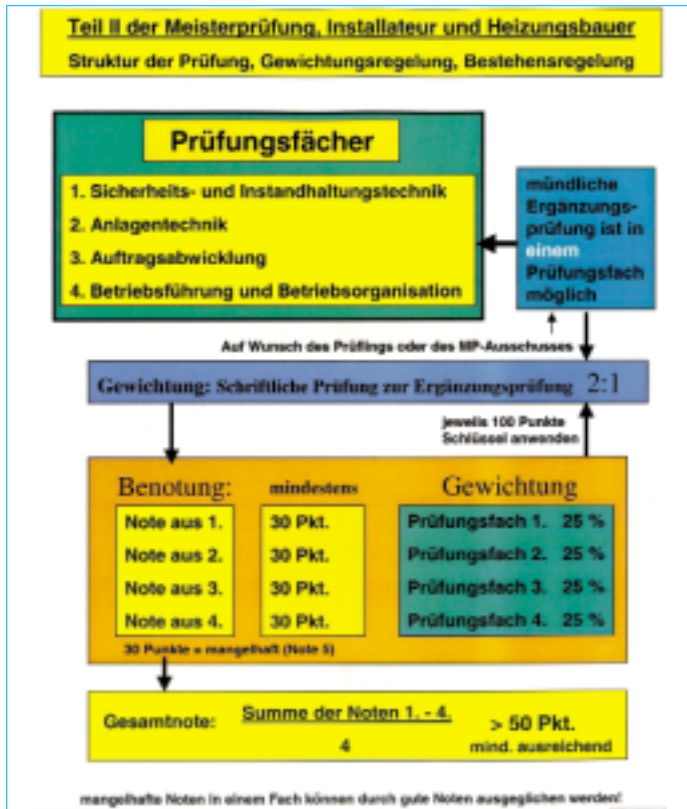 Teil II der Meisterprüfung, Installateur und Heizungsbauer
Struktur der Prüfung, Gewichtungsregelung, Bestehensregelung
Prüfungsfächer
1. Sicherheits- und Instandhaltungstechnik
2. Anlagentechnik
3. Auftragsabwicklung
4. Betriebsführung und Betriebsorganisation
mündliche
Ergänzungs-
prüfung ist in
einem
Prüfungsfach
möglich
Auf Wunsch des Prüflings oder des MP-Ausschusses
Gewichtung: Schriftliche Prüfung zur Ergänzungsprüfung 2:1
jeweils 100 Punkte
Schlüssel anwenden
Benotung: mindestens Gewichtung
Note aus 1. 30 Pkt. Prüfungsfach 1. 25 %
Note aus 2. 30 Pkt. Prüfungsfach 2. 25 %
Note aus 3. 30 Pkt. Prüfungsfach 3. 25 %
Note aus 4. 30 Pkt. Prüfungsfach 4. 25 %
30 Punkte = mangelhaft (Note 5)
Gesamtnote: Summe der Noten 1. - 4. > 50 Pkt.
4 mind. ausreichend
mangelhafte Noten in einem Fach können durch gute Noten ausgeglichen werden!